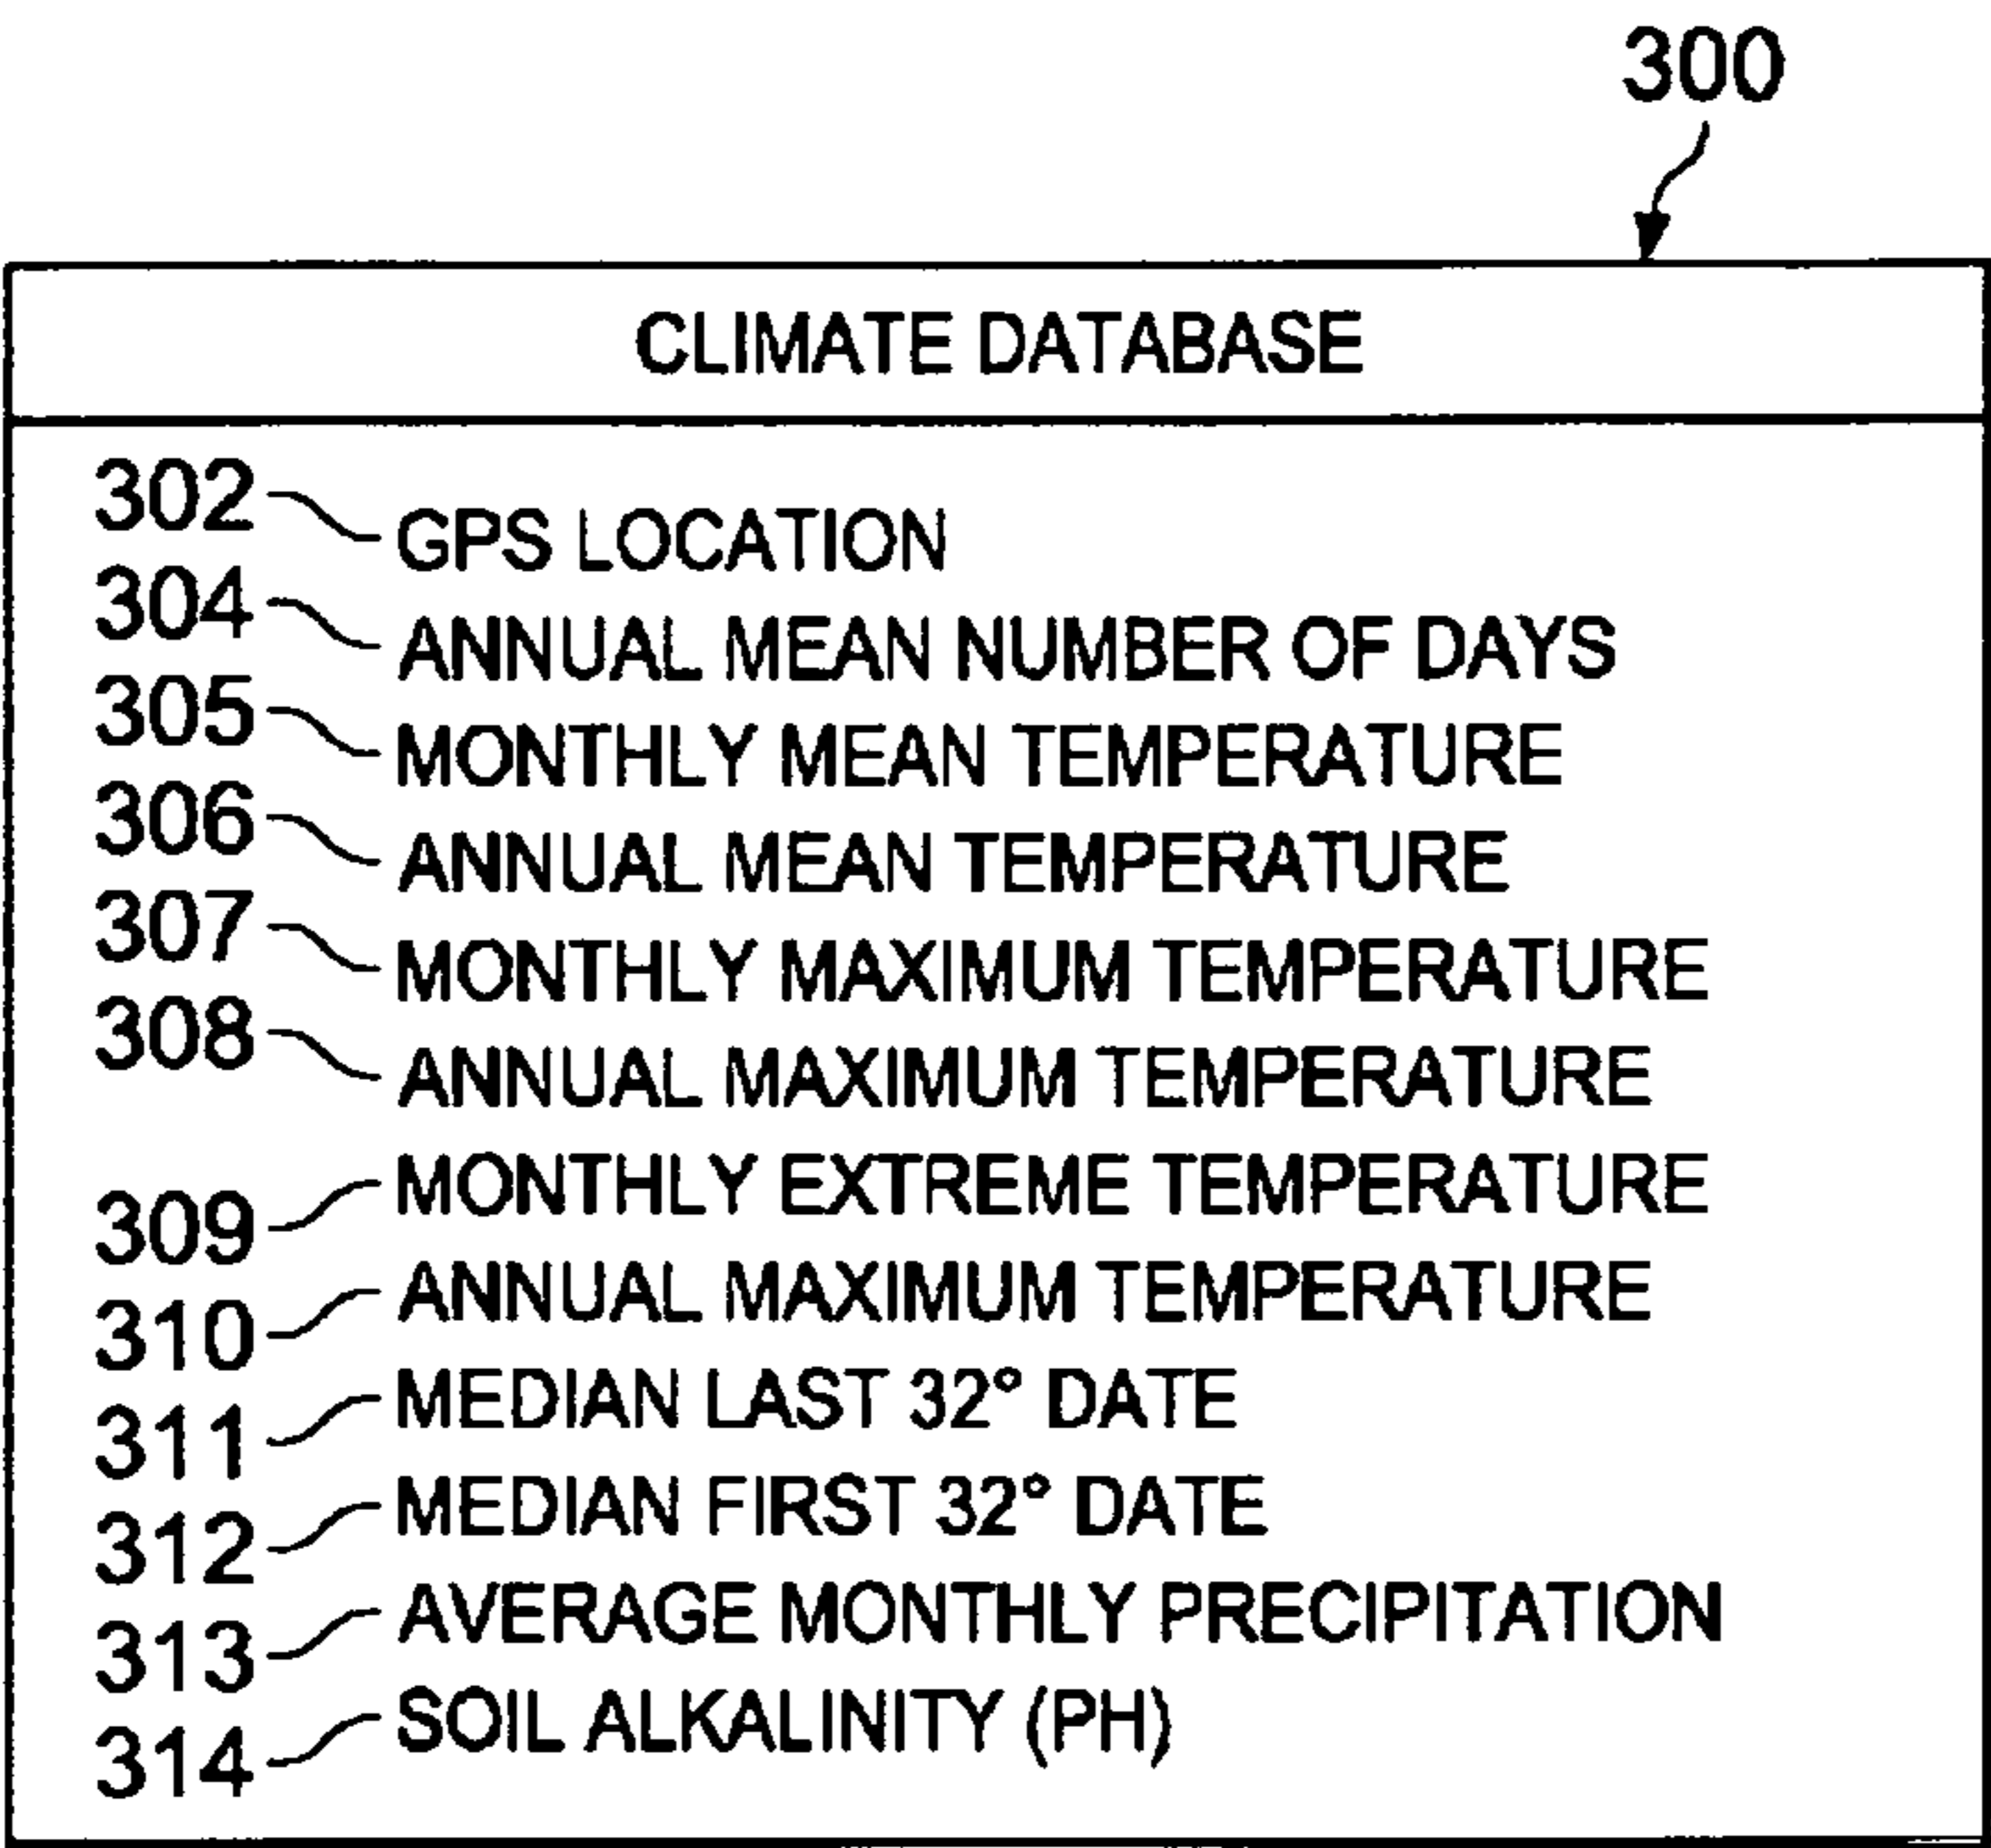 300
CLIMATE DATABASE
302 GPS LOCATION
304 ANNUAL MEAN NUMBER OF DAYS
305 MONTHLY MEAN TEMPERATURE
306 ANNUAL MEAN TEMPERATURE
307 MONTHLY MAXIMUM TEMPERATURE
308 ANNUAL MAXIMUM TEMPERATURE
309 MONTHLY EXTREME TEMPERATURE
310 ANNUAL MAXIMUM TEMPERATURE
311 MEDIAN LAST 32° DATE
312 MEDIAN FIRST 32° DATE
313 AVERAGE MONTHLY PRECIPITATION
314 SOIL ALKALINITY (PH)